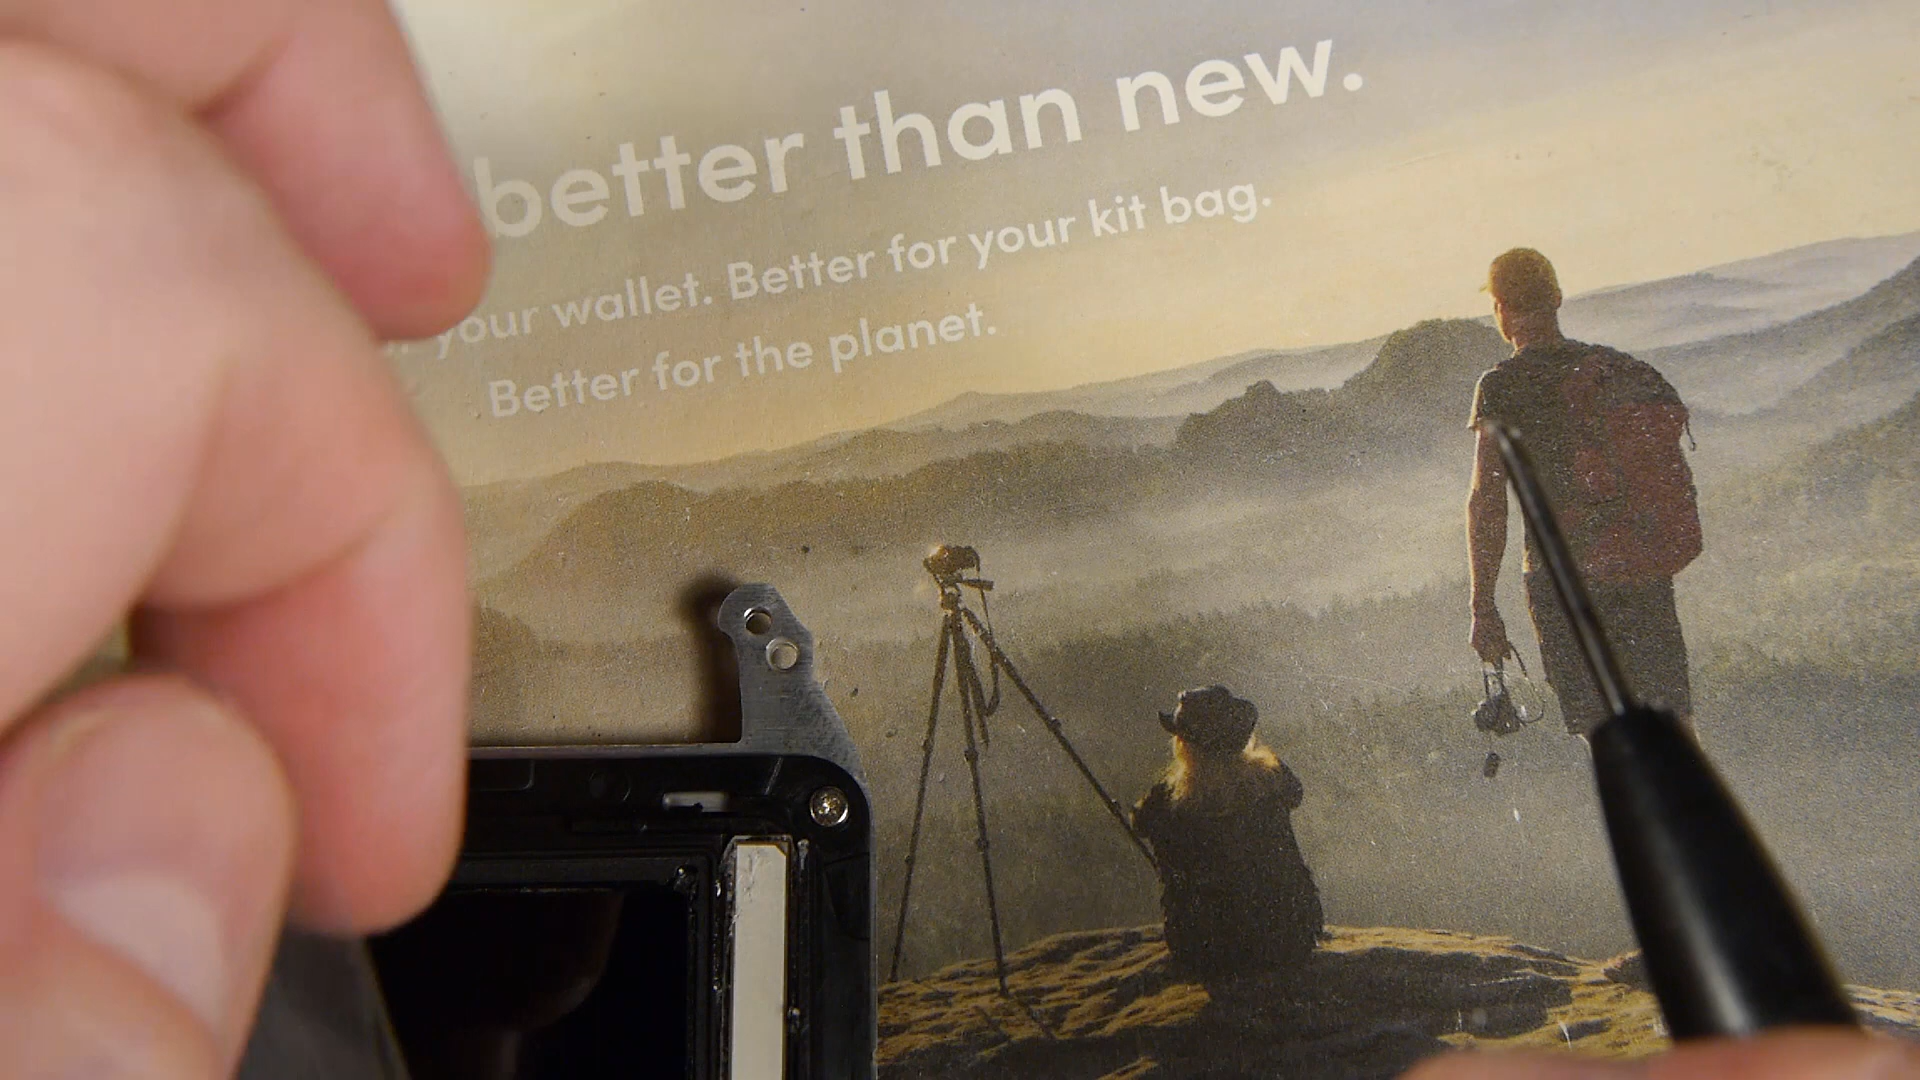 better than new.
your wallet. Better for your kit bag.
Better for the planet.